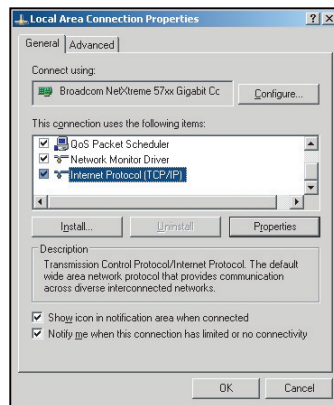 Local Area Connection Properties
General Advanced
Connect using:
Broadcom NetXtreme 57xx Gigabit Cc Configure...
This connection uses the following items:
QoS Packet Scheduler
Network Monitor Driver
Internet Protocol (TCP/IP)
Install... Uninstall Properties
Description
Transmission Control Protocol/Internet Protocol. The default
wide area network protocol that provides communication
across diverse interconnected networks.
Show icon in notification area when connected
Notify me when this connection has limited or no connectivity
OK Cancel